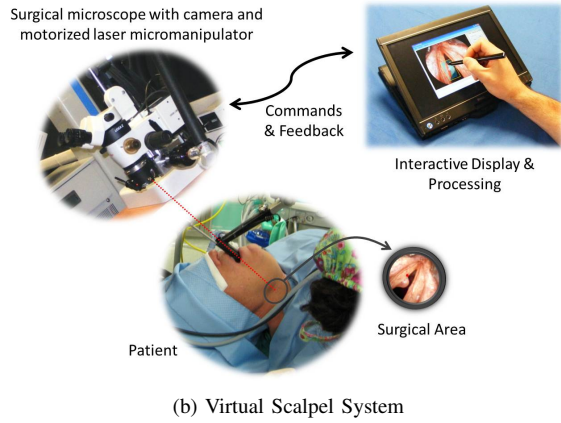 Surgical microscope with camera and
motorized laser micromanipulator
Commands
& Feedback
Interactive Display &
Processing
Surgical Area
Patient
(b) Virtual Scalpel System